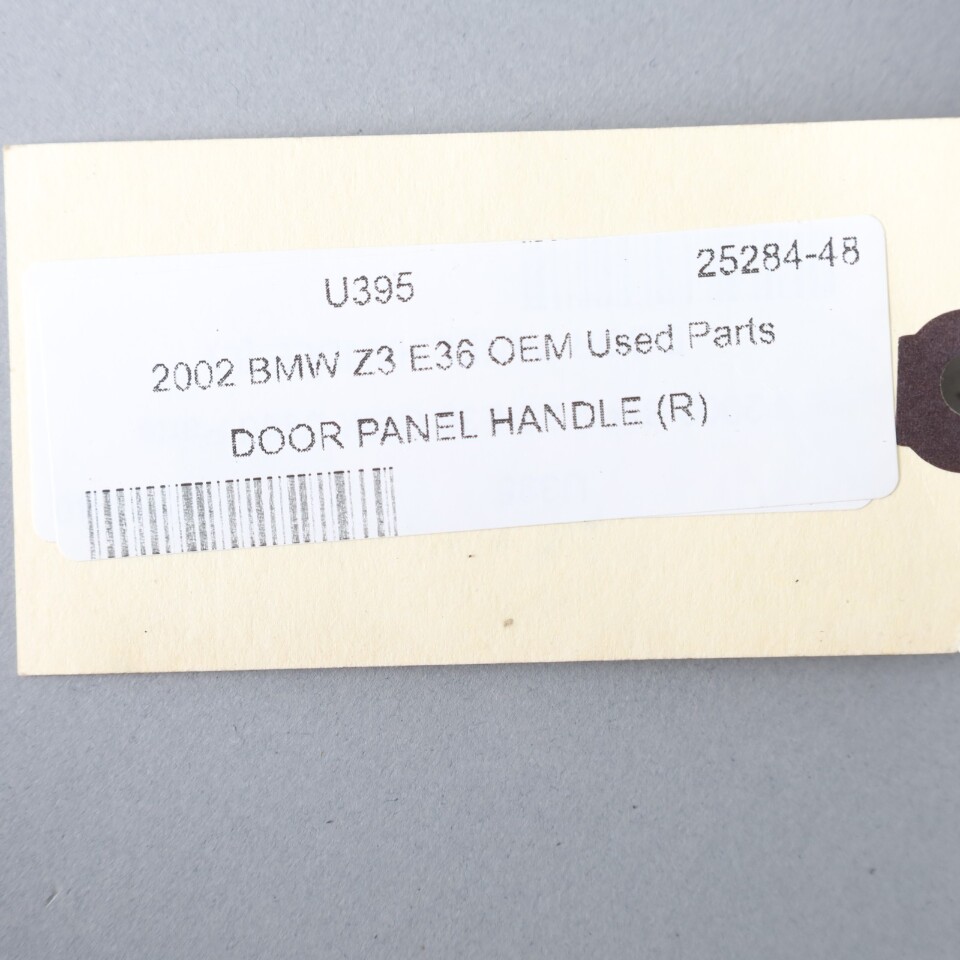 U395 25284-48
2002 BMW Z3 E36 OEM Used Parts
DOOR PANEL HANDLE (R)